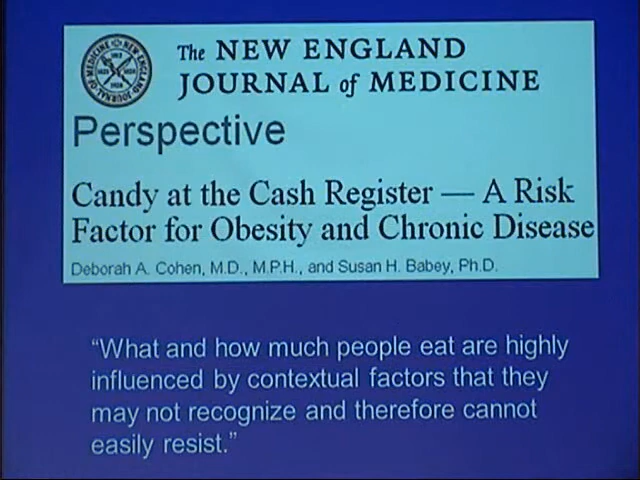 The NEW ENGLAND
JOURNAL of MEDICINE
Perspective
Candy at the Cash Register — A Risk
Factor for Obesity and Chronic Disease
Deborah A. Cohen, M.D., M.P.H., and Susan H. Babey, Ph.D.
“What and how much people eat are highly
influenced by contextual factors that they
may not recognize and therefore cannot
easily resist.”